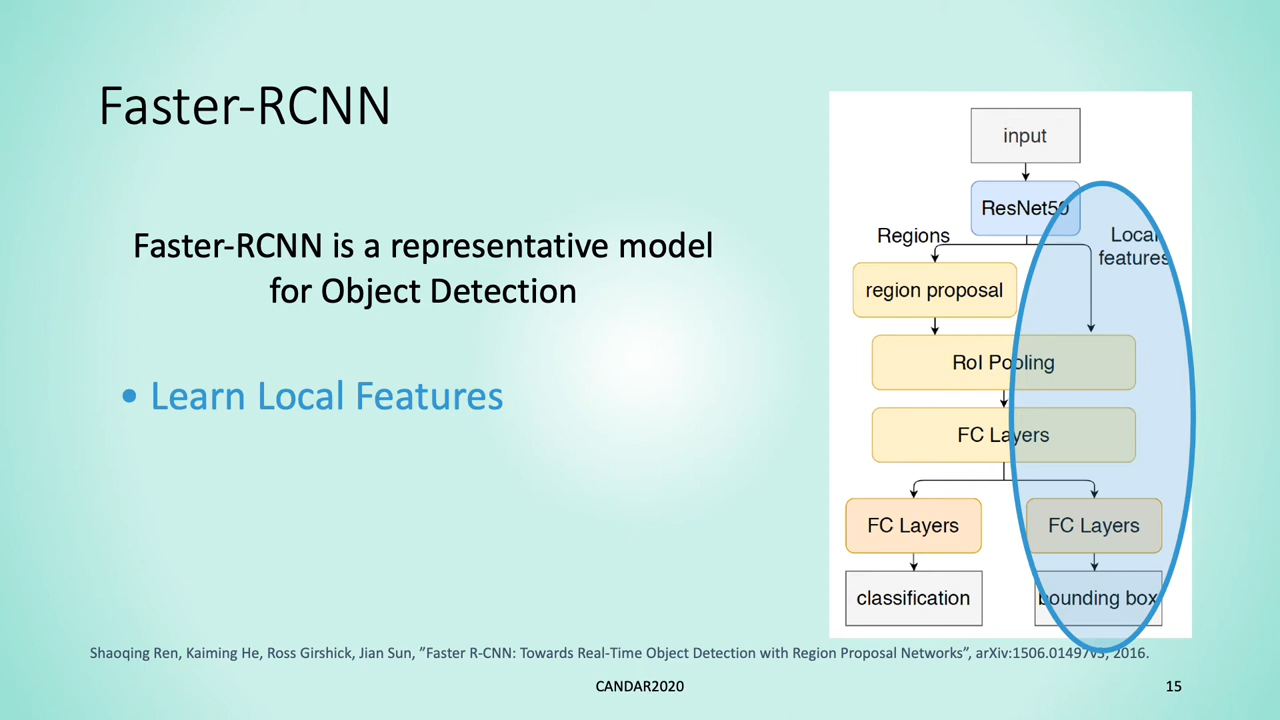 Faster-RCNN
Faster-RCNN is a representative model
for Object Detection
• Learn Local Features
input
ResNet50
Regions
Local
features
region proposal
RoI Pooling
FC Layers
FC Layers
FC Layers
classification
bounding box
Shaoqing Ren, Kaiming He, Ross Girshick, Jian Sun, ”Faster R-CNN: Towards Real-Time Object Detection with Region Proposal Networks”, arXiv:1506.01497v3, 2016.
CANDAR2020
15